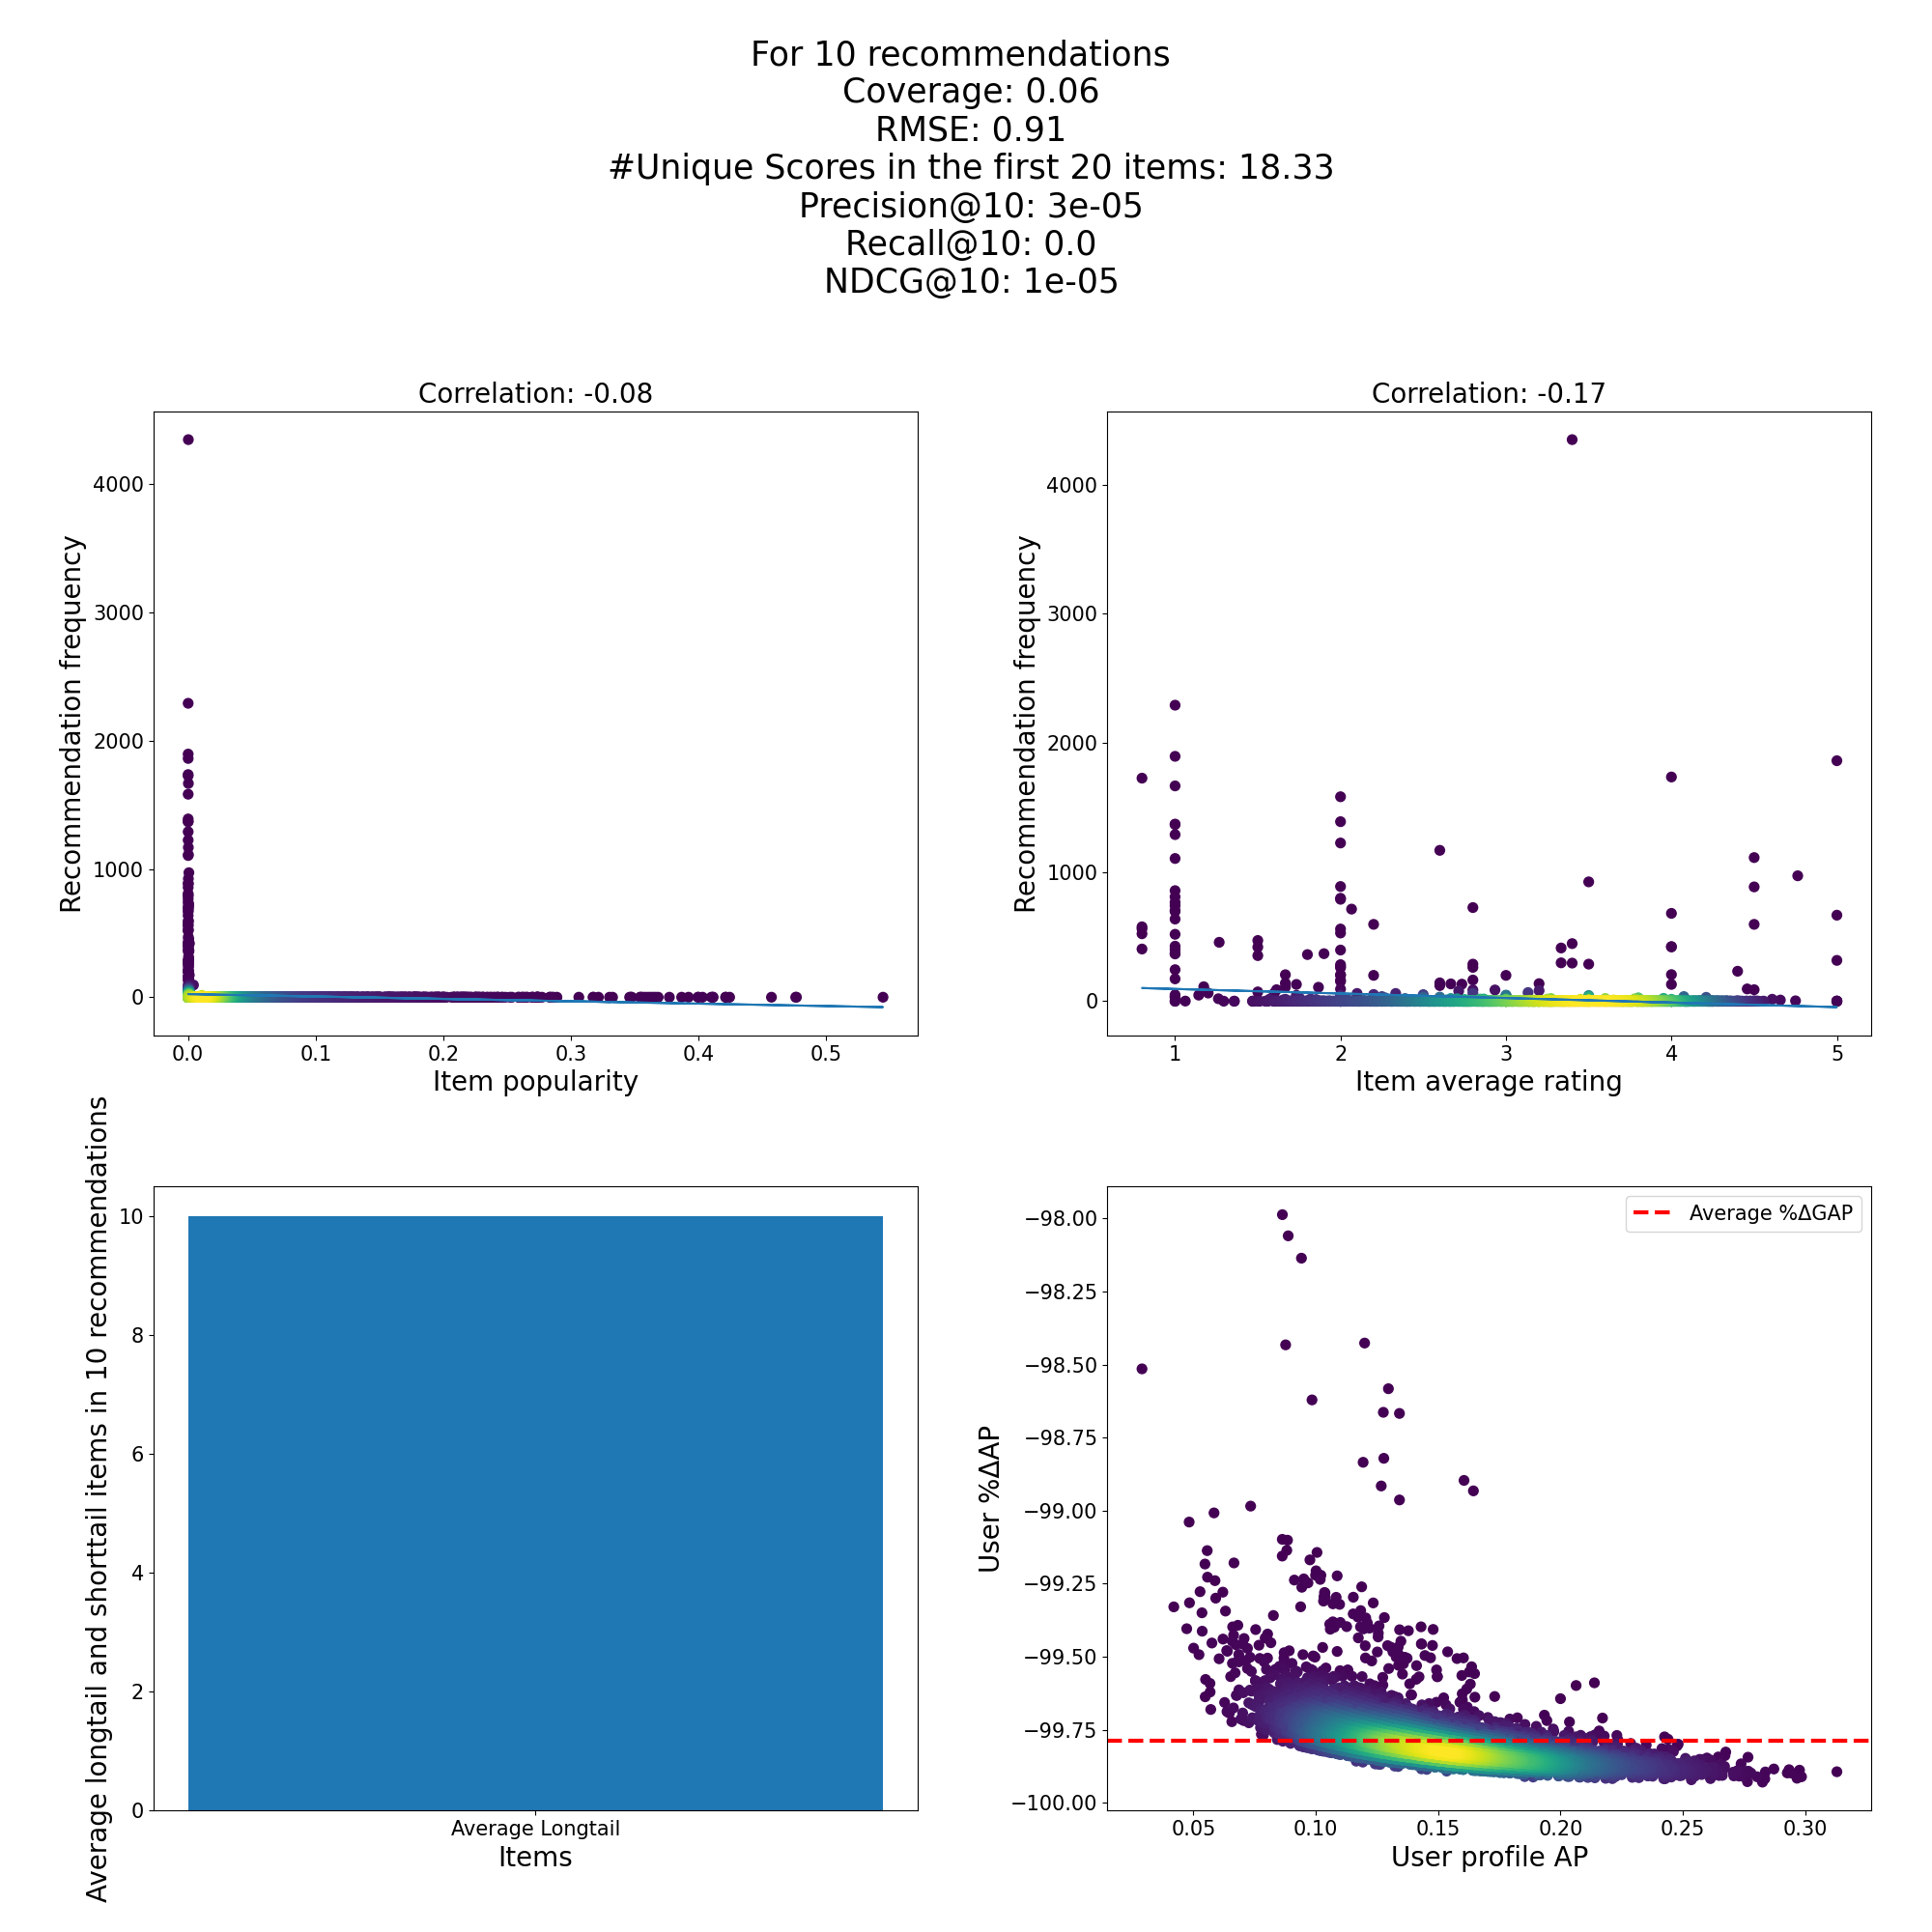 For 10 recommendations
Coverage: 0.06
RMSE: 0.91
#Unique Scores in the first 20 items: 18.33
Precision@10: 3e-05
Recall@10: 0.0
NDCG@10: 1e-05
Correlation: -0.08
Recommendation frequency
4000
3000
2000
1000
0
0.0 0.1 0.2 0.3 0.4 0.5
Item popularity
Correlation: -0.17
Recommendation frequency
4000
3000
2000
1000
0
1 2 3 4 5
Item average rating
Average longtail and shorttail items in 10 recommendations
10
8
6
4
2
0
Average Longtail
Items
Average %ΔGAP
User %ΔAP
−98.00
−98.25
−98.50
−98.75
−99.00
−99.25
−99.50
−99.75
−100.00
0.05 0.10 0.15 0.20 0.25 0.30
User profile AP